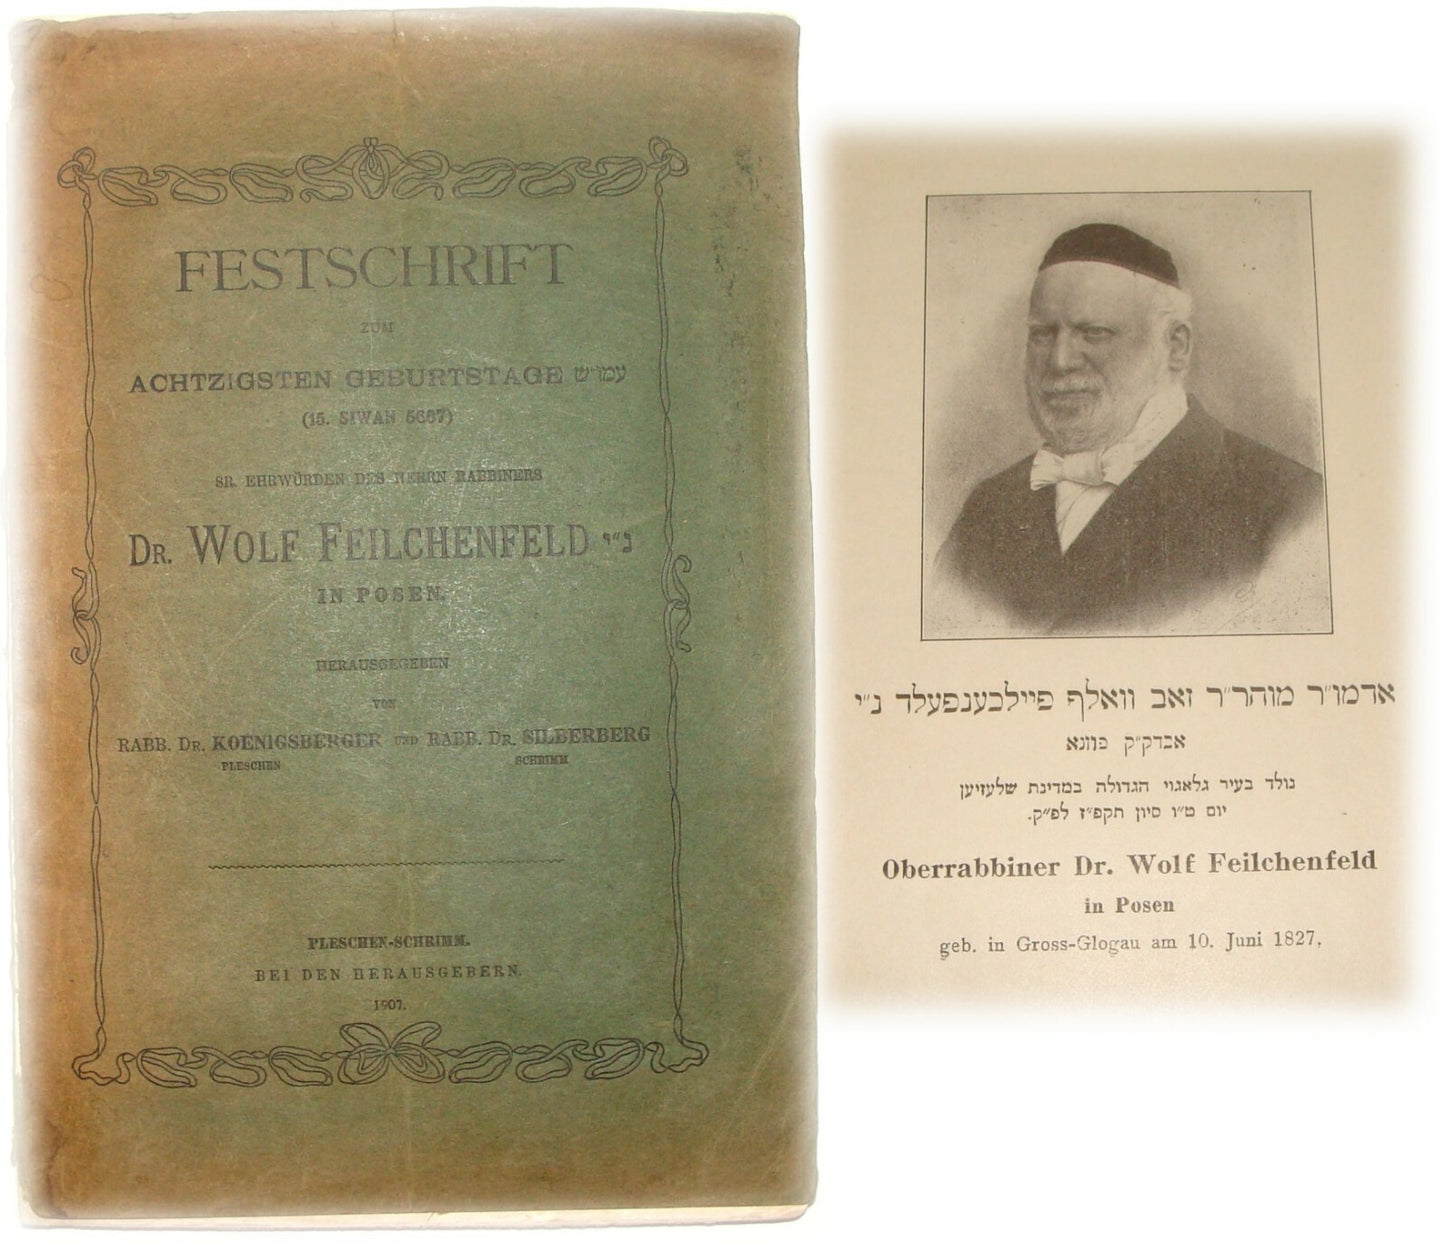 FESTSCHRIFT
ZUM
ACHTZIGSTEN GEBURTSTAGE עמו״ש
(15. SIWAN 5667)
SR. EHRWÜRDEN DES HERRN RABBINERS
DR. WOLF FEILCHENFELD נ״י
IN POSEN.
HERAUSGEGEBEN
VON
RABB. DR. KOENIGSBERGER UND RABB. DR. SILBERBERG
PLESCHEN SCHRIMM
PLESCHEN-SCHRIMM.
BEI DEN HERAUSGEBERN.
1907.
אדמו״ר מוהר״ר זאב וואלף פיילכענפעלד נ״י
אבדק״ק פוזנא
נולד בעיר גלאגוי הגדולה במדינת שלעזיען
יום ט״ו סיון תקפ״ז לפ״ק.
Oberrabbiner Dr. Wolf Feilchenfeld
in Posen
geb. in Gross-Glogau am 10. Juni 1827.